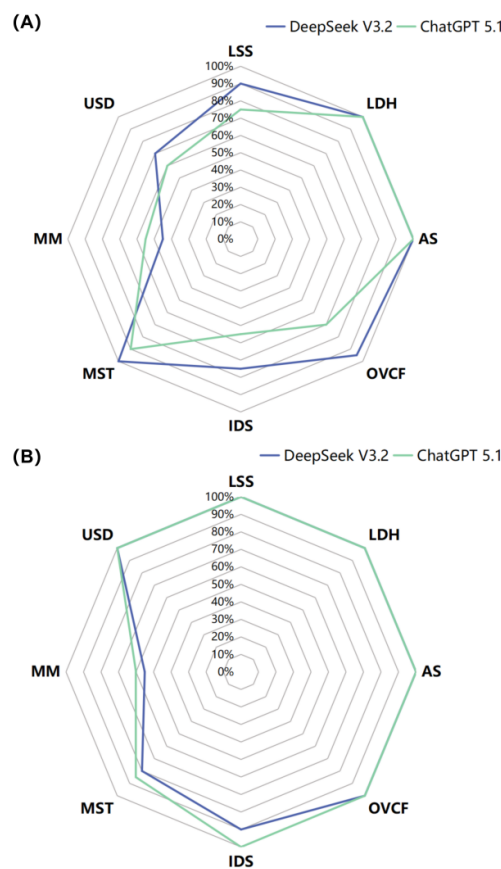 (A)
DeepSeek V3.2 ChatGPT 5.1
LSS
100%
90%
80%
70%
60%
50%
40%
30%
20%
10%
0%
USD
LDH
MM
AS
MST
OVCF
IDS
(B)
DeepSeek V3.2 ChatGPT 5.1
LSS
100%
90%
80%
70%
60%
50%
40%
30%
20%
10%
0%
USD
LDH
MM
AS
MST
OVCF
IDS